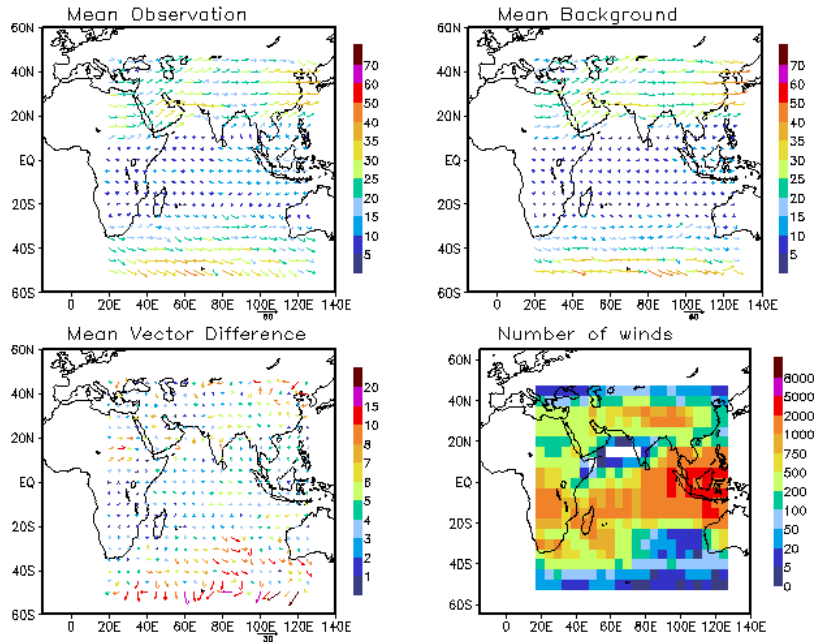 Mean Observation
60N
40N
20N
EQ
20S
40S
60S
0
20E
40E
60E
80E
100E
120E
140E
70
60
50
40
35
30
25
20
15
10
5
Mean Background
60N
40N
20N
EQ
20S
40S
60S
0
20E
40E
60E
80E
100E
120E
140E
70
60
50
40
35
30
25
20
15
10
5
Mean Vector Difference
60N
40N
20N
EQ
20S
40S
60S
0
20E
40E
60E
80E
100E
120E
140E
20
15
10
8
7
6
5
4
3
2
1
Number of winds
60N
40N
20N
EQ
20S
40S
60S
0
20E
40E
60E
80E
100E
120E
140E
5000
2000
1000
750
500
200
100
50
20
5
0